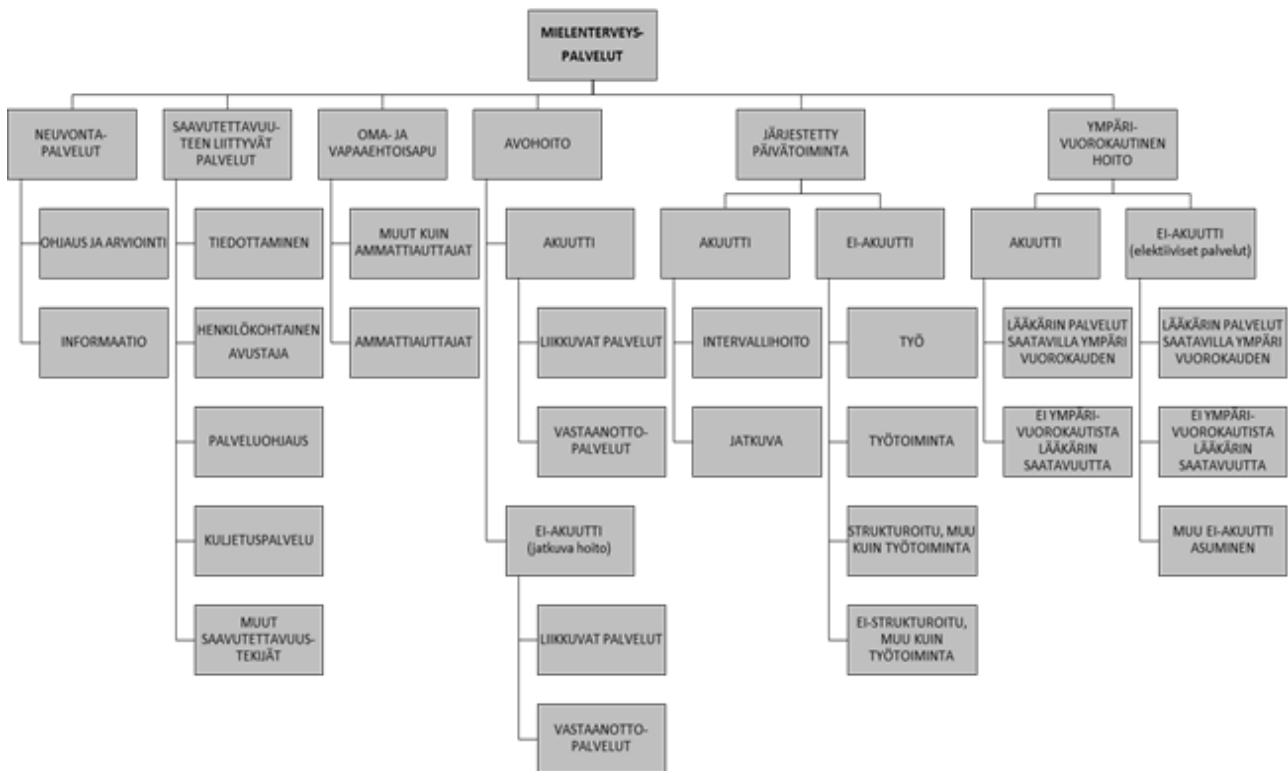 MIELENTERVEYS-
PALVELUT
NEUVONTA-
PALVELUT
OHJAUS JA ARVIOINTI
INFORMAATIO
SAAVUTETTAVUU-
TEEN LIITTYVÄT
PALVELUT
TIEDOTTAMINEN
HENKILÖKOHTAINEN
AVUSTAJA
PALVELUOHJAUS
KULJETUSPALVELU
MUUT
SAAVUTETTAVUUS-
TEKIJÄT
OMA- JA
VAPAAEHTOISAPU
MUUT KUIN
AMMATTIAUTTAJAT
AMMATTIAUTTAJAT
AVOHOITO
AKUUTTI
LIIKKUVAT PALVELUT
VASTAANOTTO-
PALVELUT
EI-AKUUTTI
(jatkuva hoito)
LIIKKUVAT PALVELUT
VASTAANOTTO-
PALVELUT
JÄRJESTETTY
PÄIVÄTOIMINTA
AKUUTTI
INTERVALLIHOITO
JATKUVA
EI-AKUUTTI
TYÖ
TYÖTOIMINTA
STRUKTUROITU, MUU
KUIN TYÖTOIMINTA
EI-STRUKTUROITU,
MUU KUIN
TYÖTOIMINTA
YMPÄRI-
VUOROKAUTINEN
HOITO
AKUUTTI
LÄÄKÄRIN PALVELUT
SAATAVILLA YMPÄRI
VUOROKAUDEN
EI YMPÄRI-
VUOROKAUTISTA
LÄÄKÄRIN
SAATAVUUTTA
EI-AKUUTTI
(elektiiviset palvelut)
LÄÄKÄRIN PALVELUT
SAATAVILLA YMPÄRI
VUOROKAUDEN
EI YMPÄRI-
VUOROKAUTISTA
LÄÄKÄRIN
SAATAVUUTTA
MUU EI-AKUUTTI
ASUMINEN